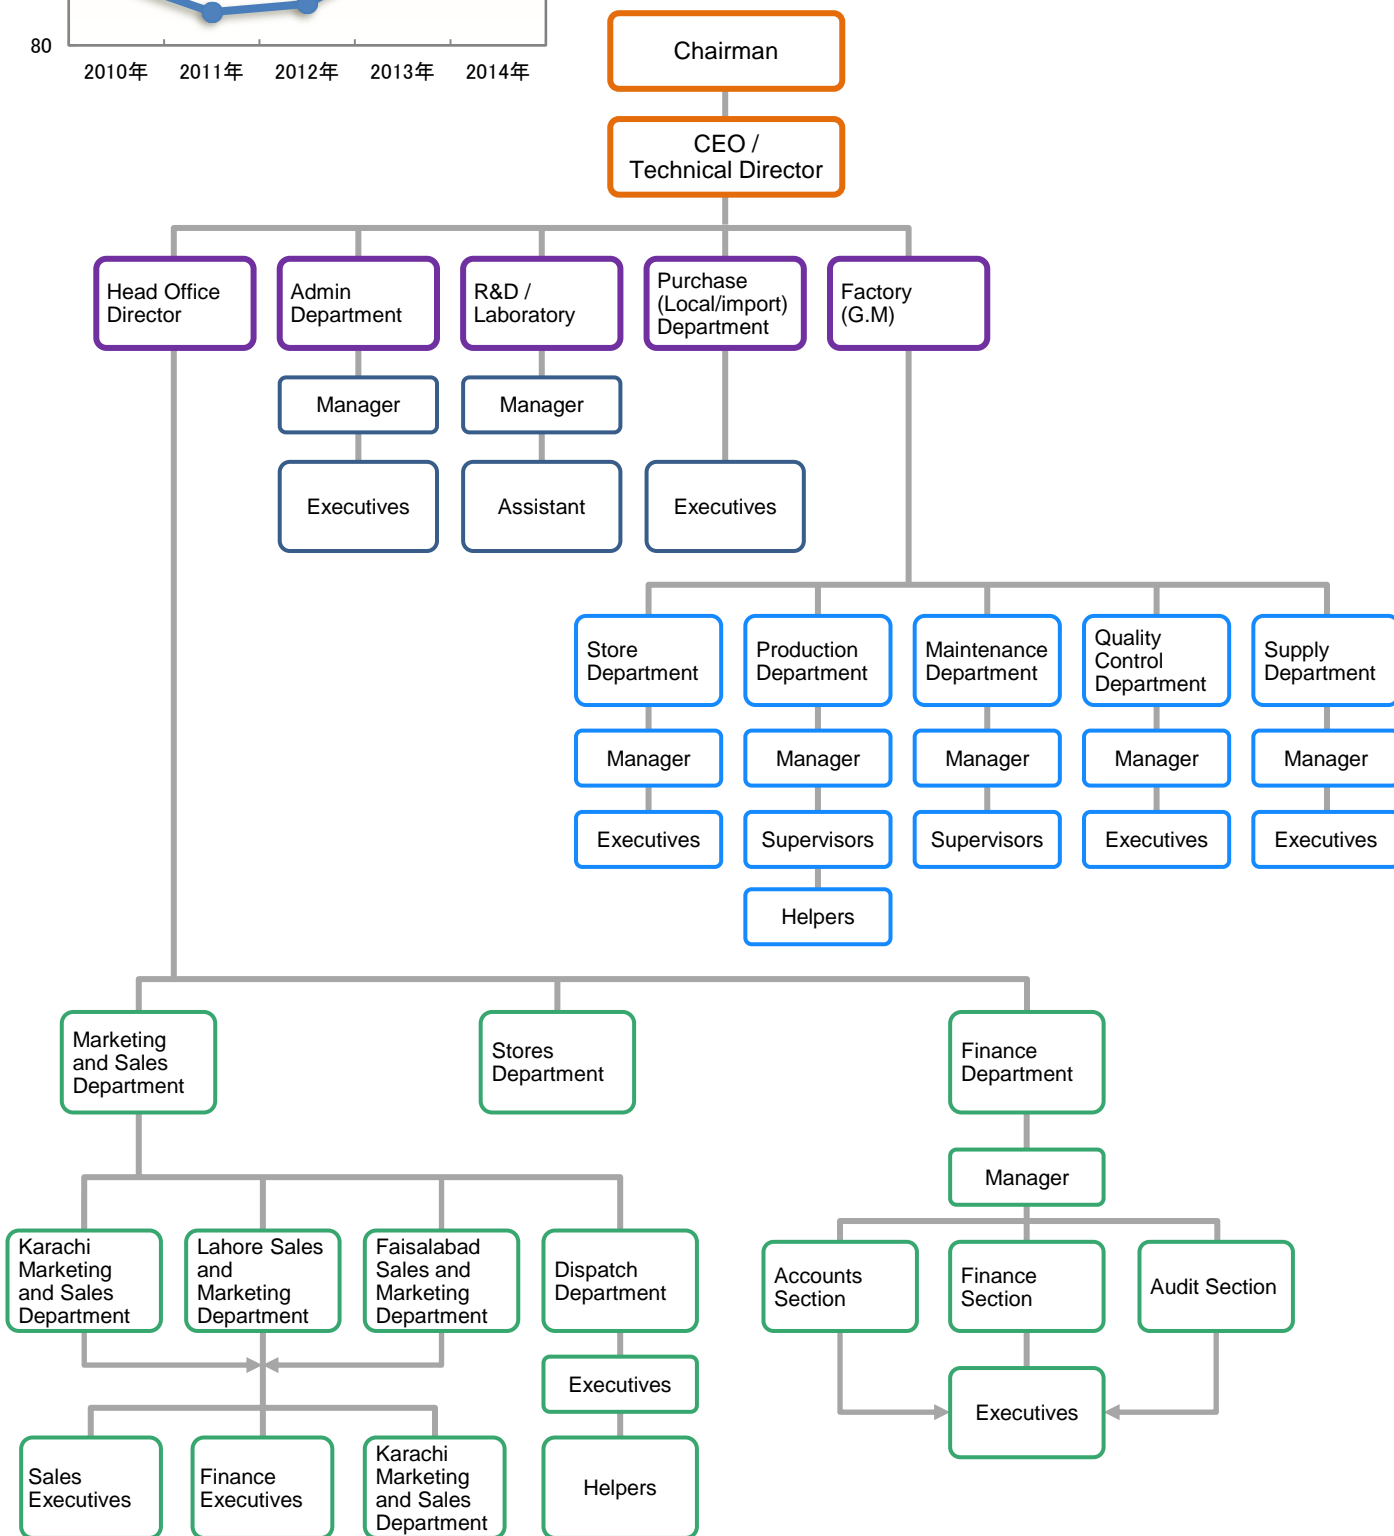 80
2010年 2011年 2012年 2013年 2014年
Chairman
CEO /
Technical Director
Head Office
Director
Admin
Department
R&D /
Laboratory
Purchase
(Local/import)
Department
Factory
(G.M)
Manager
Manager
Executives
Assistant
Executives
Store
Department
Production
Department
Maintenance
Department
Quality
Control
Department
Supply
Department
Manager
Manager
Manager
Manager
Manager
Executives
Supervisors
Supervisors
Executives
Executives
Helpers
Marketing
and Sales
Department
Stores
Department
Finance
Department
Manager
Karachi
Marketing
and Sales
Department
Lahore Sales
and
Marketing
Department
Faisalabad
Sales and
Marketing
Department
Dispatch
Department
Accounts
Section
Finance
Section
Audit Section
Executives
Executives
Sales
Executives
Finance
Executives
Karachi
Marketing
and Sales
Department
Helpers